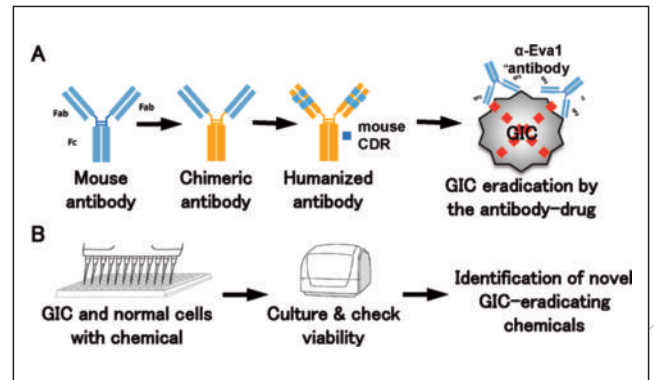 A
α-Eva1
antibody
Fab
Fab
Fc
mouse
CDR
GIC
Mouse
antibody
Chimeric
antibody
Humanized
antibody
GIC eradication by
the antibody-drug
B
GIC and normal cells
with chemical
Culture & check
viability
Identification of novel
GIC-eradicating
chemicals